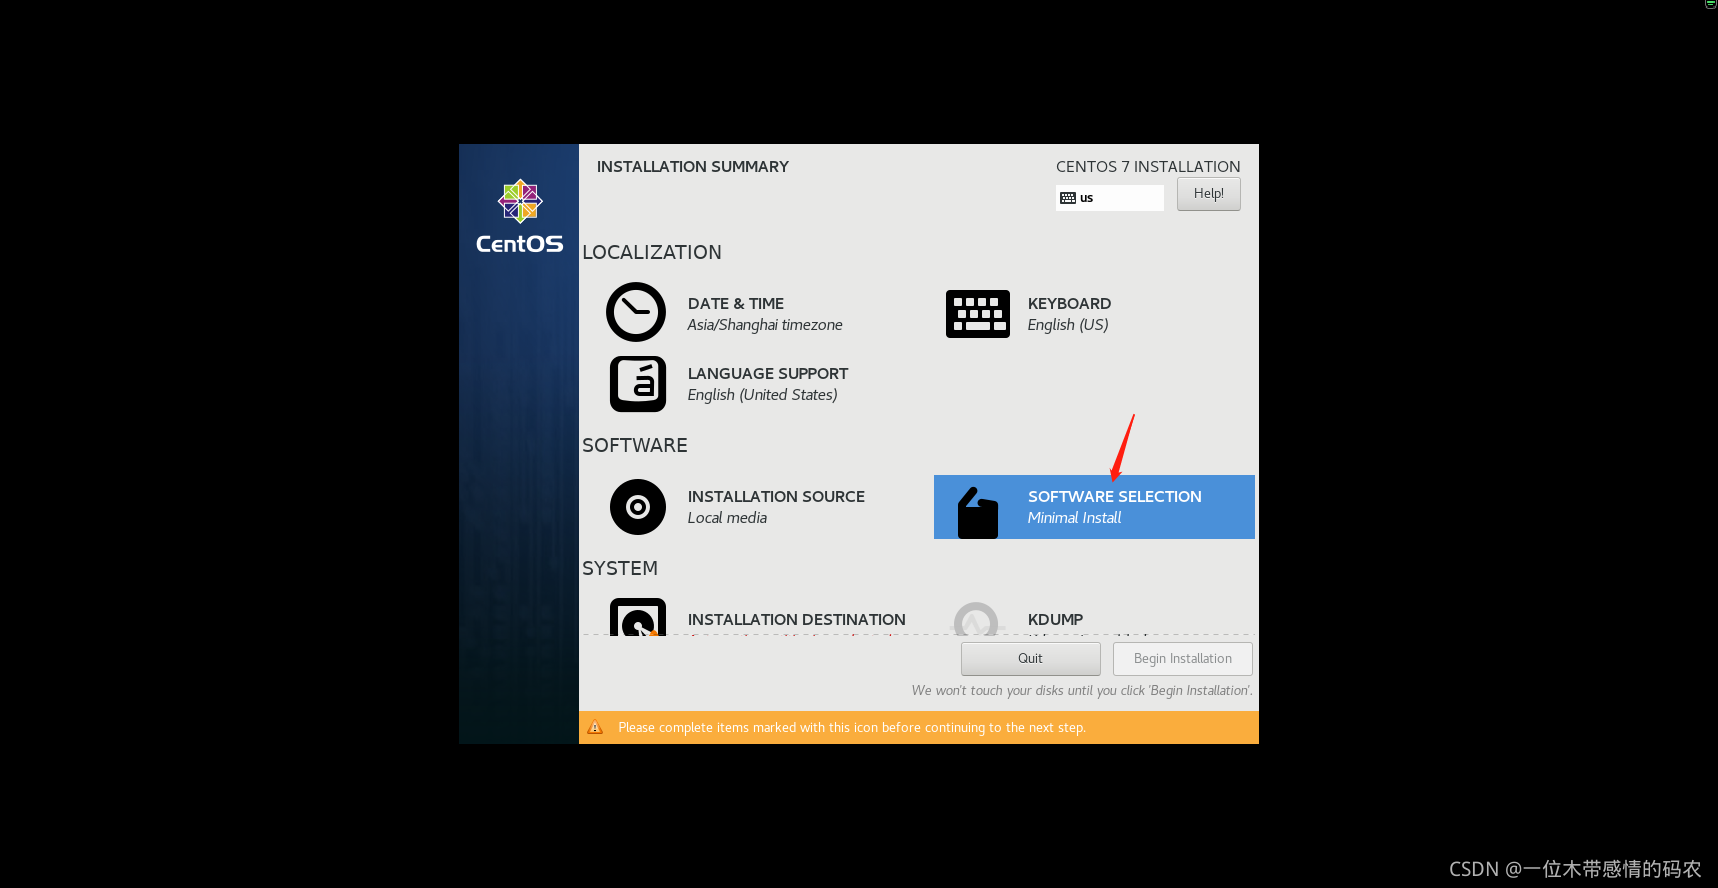 INSTALLATION SUMMARY
CENTOS 7 INSTALLATION
us
Help!
CentOS
LOCALIZATION
DATE & TIME
Asia/Shanghai timezone
KEYBOARD
English (US)
LANGUAGE SUPPORT
English (United States)
SOFTWARE
INSTALLATION SOURCE
Local media
SOFTWARE SELECTION
Minimal Install
SYSTEM
INSTALLATION DESTINATION
KDUMP
Quit
Begin Installation
We won't touch your disks until you click 'Begin Installation'.
Please complete items marked with this icon before continuing to the next step.
CSDN @一位木带感情的码农